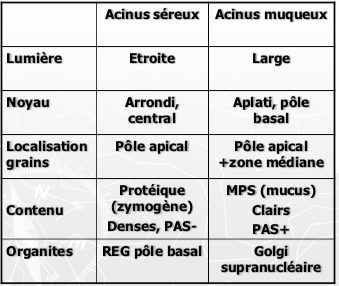 Acinus séreux Acinus muqueux
Lumière Etroite Large
Noyau Arrondi, central Aplati, pôle basal
Localisation grains Pôle apical Pôle apical +zone médiane
Contenu Protéique (zymogène) Denses, PAS- MPS (mucus) Clairs PAS+
Organites REG pôle basal Golgi supranucléaire